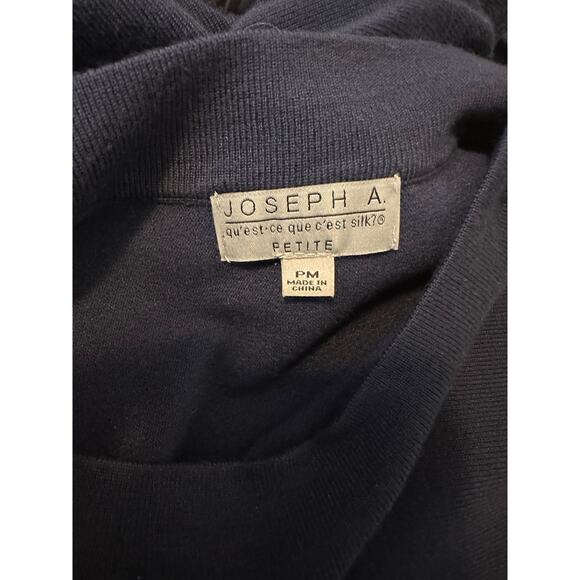 JOSEPH A.
qu'est-ce que c'est silk?®
PETITE
PM
MADE IN
CHINA